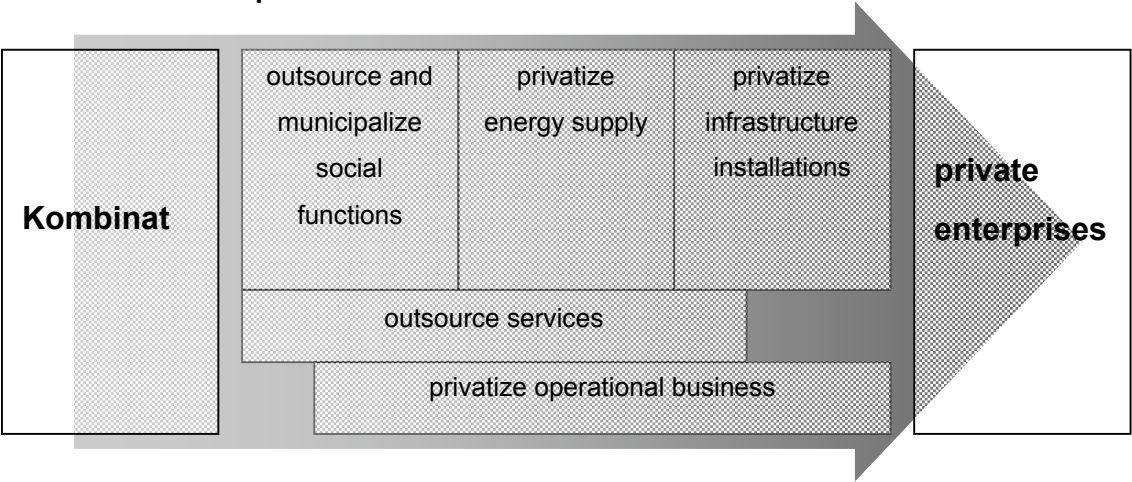 Kombinat
outsource and
municipalize
social
functions
privatize
energy supply
privatize
infrastructure
installations
outsource services
privatize operational business
private
enterprises